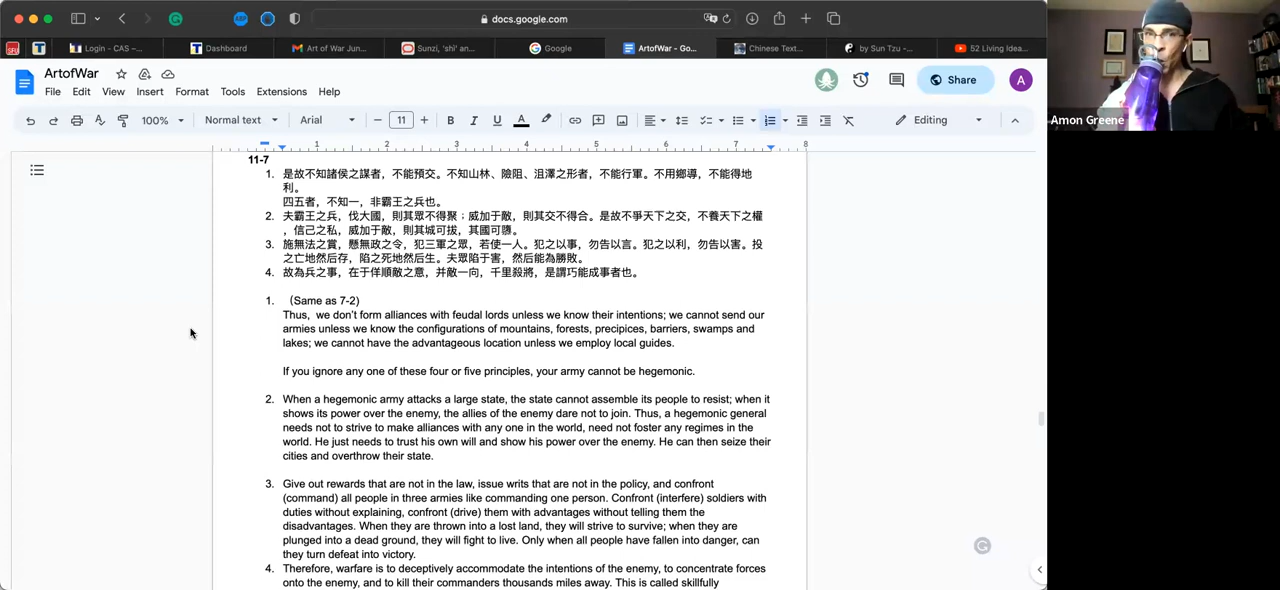 docs.google.com
Login - CAS –...
Dashboard
Art of War Jun...
Sunzi, 'shi' an...
Google
ArtofWar - Go...
Chinese Text...
by Sun Tzu -...
52 Living Idea...
ArtofWar
Share
A
File Edit View Insert Format Tools Extensions Help
100% Normal text Arial 11 B I U A Editing
1 2 3 4 5 6 7 8
11-7
1. 是故不知諸侯之謀者，不能預交。不知山林、險阻、沮澤之形者，不能行軍。不用鄉導，不能得地
利。
四五者，不知一，非霸王之兵也。
2. 夫霸王之兵，伐大國，則其眾不得聚；威加于敵，則其交不得合。是故不爭天下之交，不養天下之權
，信己之私，威加于敵，則其城可拔，其國可隳。
3. 施無法之賞，懸無政之令，犯三軍之眾，若使一人。犯之以事，勿告以言。犯之以利，勿告以害。投
之亡地然后存，陷之死地然后生。夫眾陷于害，然后能為勝敗。
4. 故為兵之事，在于佯順敵之意，并敵一向，千里殺將，是謂巧能成事者也。
1. （Same as 7-2)
Thus, we don't form alliances with feudal lords unless we know their intentions; we cannot send our
armies unless we know the configurations of mountains, forests, precipices, barriers, swamps and
lakes; we cannot have the advantageous location unless we employ local guides.
If you ignore any one of these four or five principles, your army cannot be hegemonic.
2. When a hegemonic army attacks a large state, the state cannot assemble its people to resist; when it
shows its power over the enemy, the allies of the enemy dare not to join. Thus, a hegemonic general
needs not to strive to make alliances with any one in the world, need not foster any regimes in the
world. He just needs to trust his own will and show his power over the enemy. He can then seize their
cities and overthrow their state.
3. Give out rewards that are not in the law, issue writs that are not in the policy, and confront
(command) all people in three armies like commanding one person. Confront (interfere) soldiers with
duties without explaining, confront (drive) them with advantages without telling them the
disadvantages. When they are thrown into a lost land, they will strive to survive; when they are
plunged into a dead ground, they will fight to live. Only when all people have fallen into danger, can
they turn defeat into victory.
4. Therefore, warfare is to deceptively accommodate the intentions of the enemy, to concentrate forces
onto the enemy, and to kill their commanders thousands miles away. This is called skillfully
Amon Greene